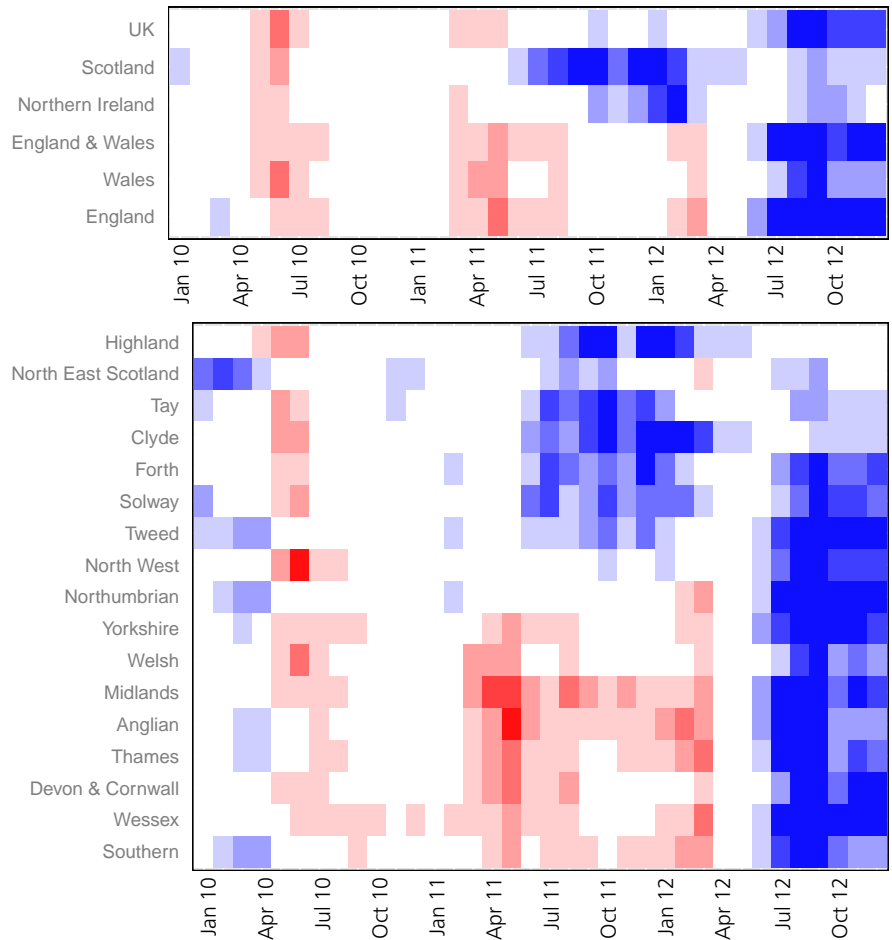 UK
Scotland
Northern Ireland
England & Wales
Wales
England
Jan 10 Apr 10 Jul 10 Oct 10 Jan 11 Apr 11 Jul 11 Oct 11 Jan 12 Apr 12 Jul 12 Oct 12
Highland
North East Scotland
Tay
Clyde
Forth
Solway
Tweed
North West
Northumbrian
Yorkshire
Welsh
Midlands
Anglian
Thames
Devon & Cornwall
Wessex
Southern
Jan 10 Apr 10 Jul 10 Oct 10 Jan 11 Apr 11 Jul 11 Oct 11 Jan 12 Apr 12 Jul 12 Oct 12